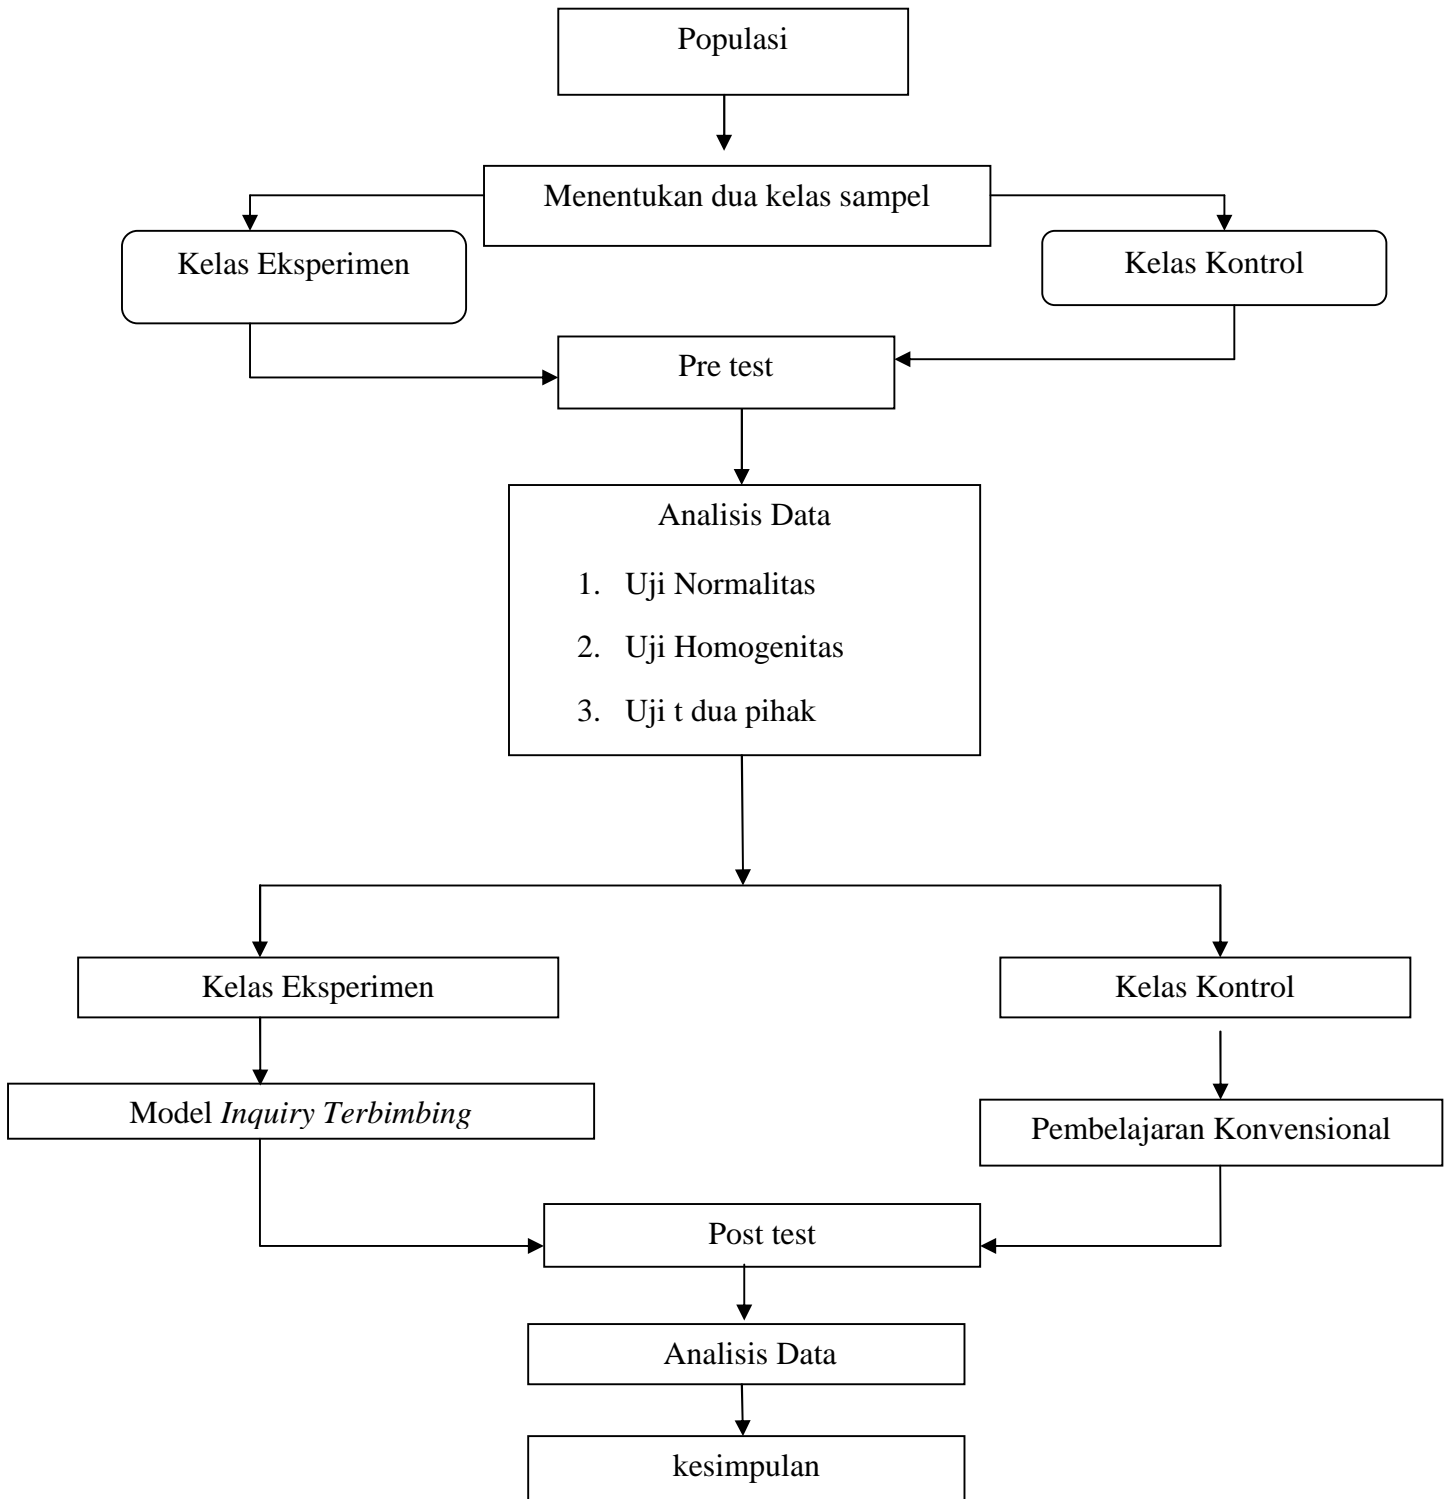 Populasi
Menentukan dua kelas sampel
Kelas Eksperimen
Kelas Kontrol
Pre test
Analisis Data
1. Uji Normalitas
2. Uji Homogenitas
3. Uji t dua pihak
Kelas Eksperimen
Kelas Kontrol
Model Inquiry Terbimbing
Pembelajaran Konvensional
Post test
Analisis Data
kesimpulan